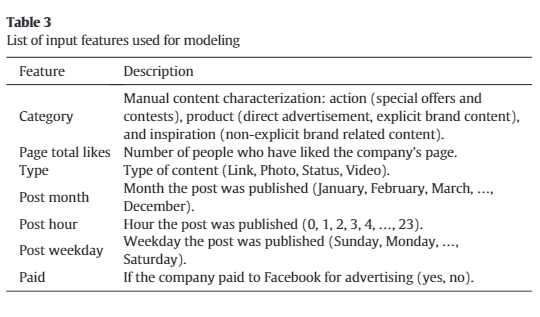 Table 3
List of input features used for modeling
Feature Description
Category Manual content characterization: action (special offers and contests), product (direct advertisement, explicit brand content), and inspiration (non-explicit brand related content).
Page total likes Number of people who have liked the company's page.
Type Type of content (Link, Photo, Status, Video).
Post month Month the post was published (January, February, March, ..., December).
Post hour Hour the post was published (0, 1, 2, 3, 4, ..., 23).
Post weekday Weekday the post was published (Sunday, Monday, ..., Saturday).
Paid If the company paid to Facebook for advertising (yes, no).